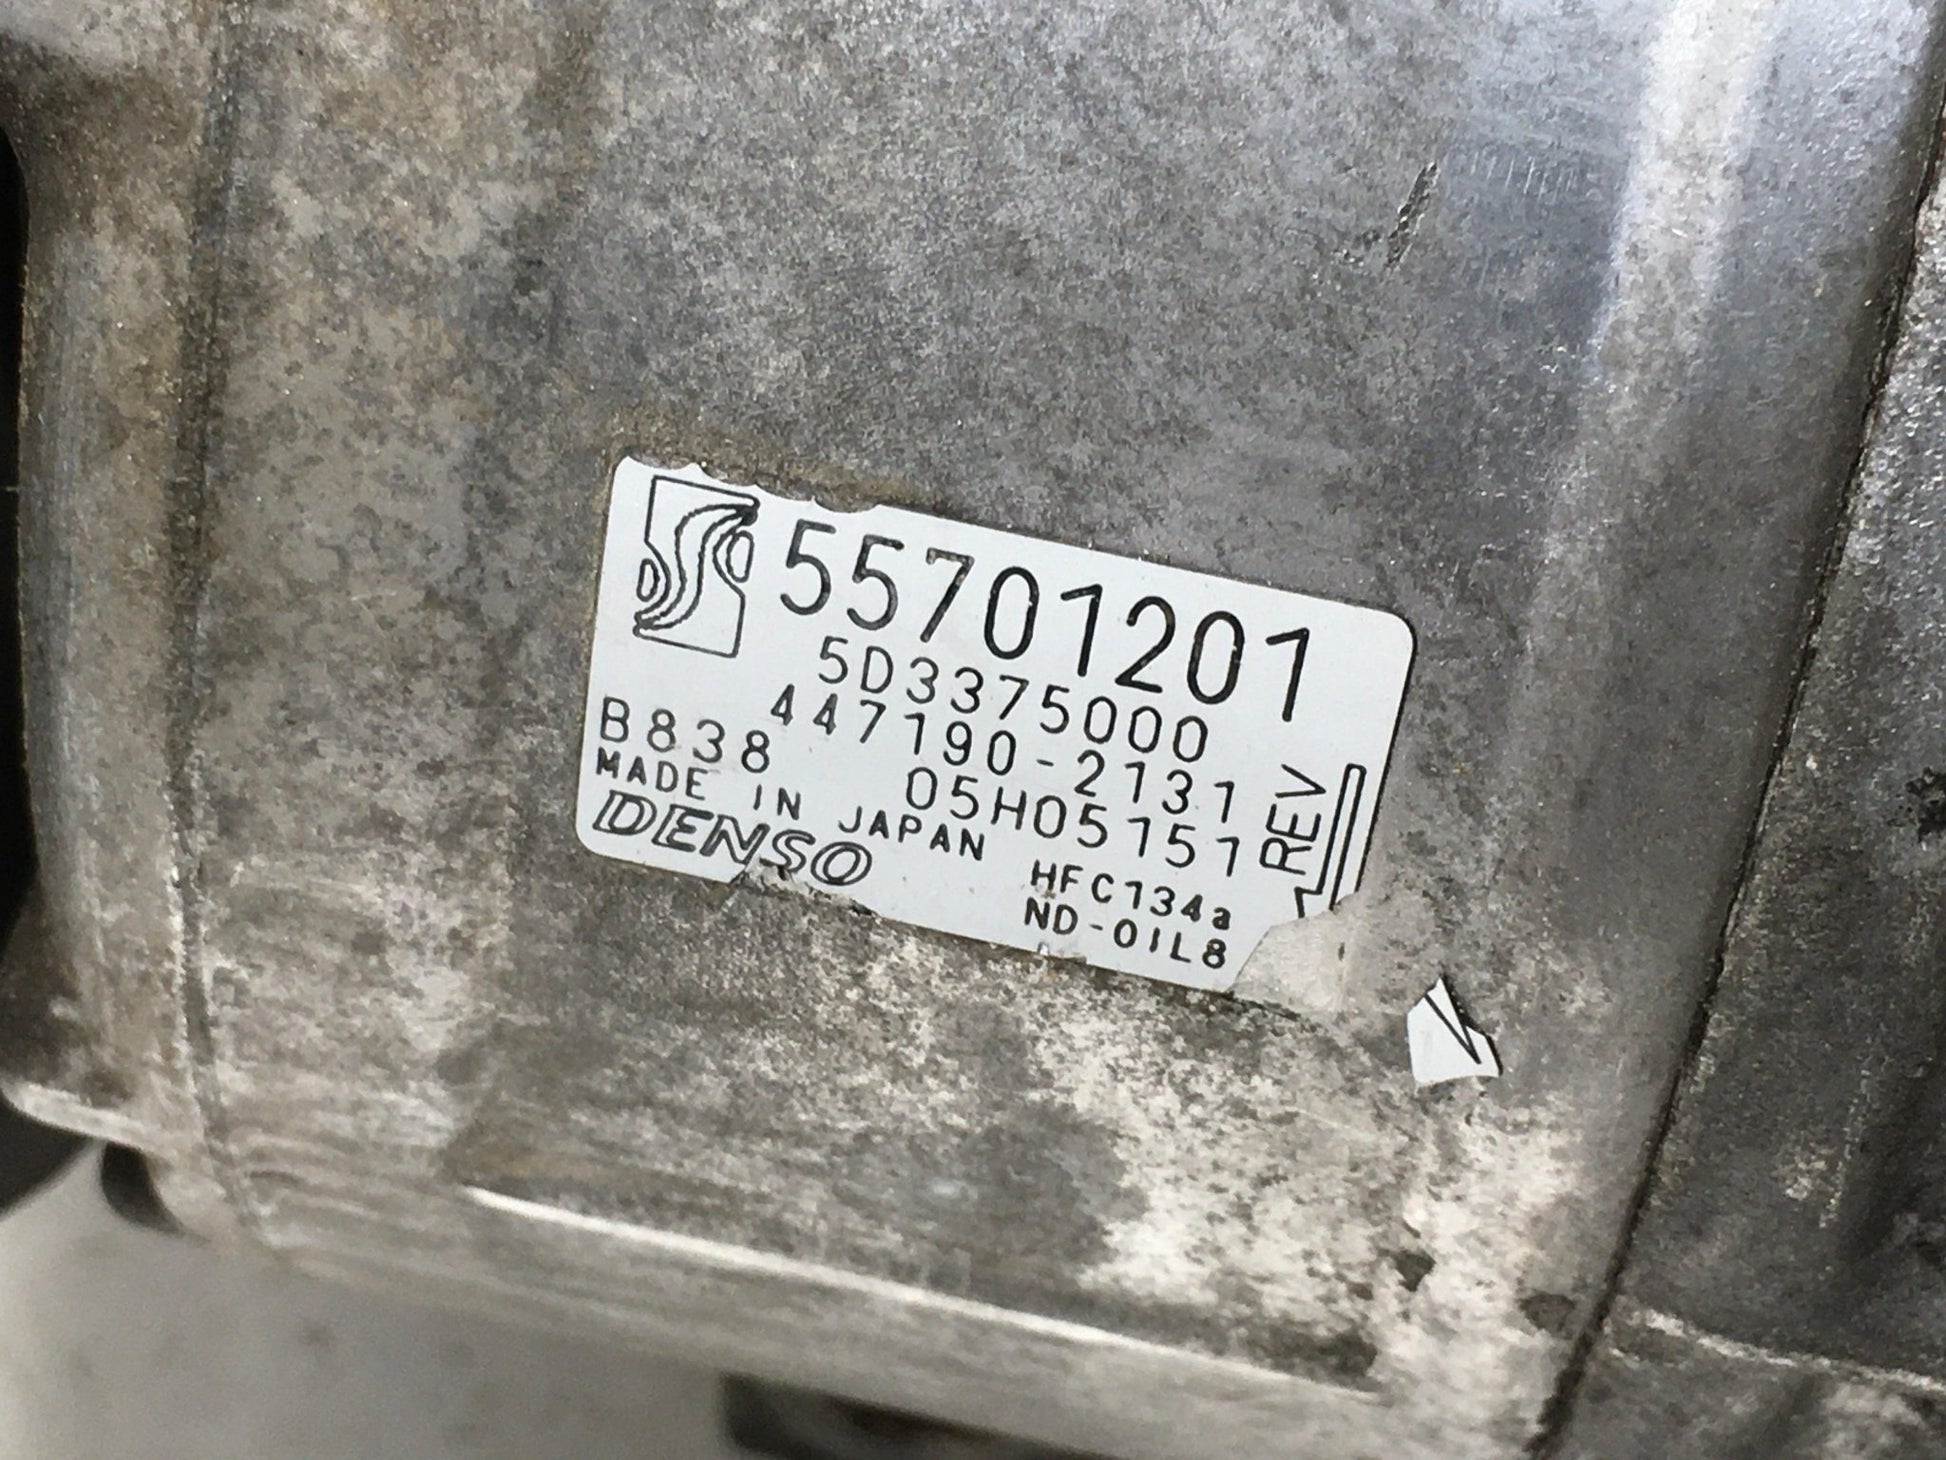 55701201
5D3375000
447190-2131
B838 05H05151
MADE IN JAPAN
DENSO
HFC134a
ND-OIL8
REV